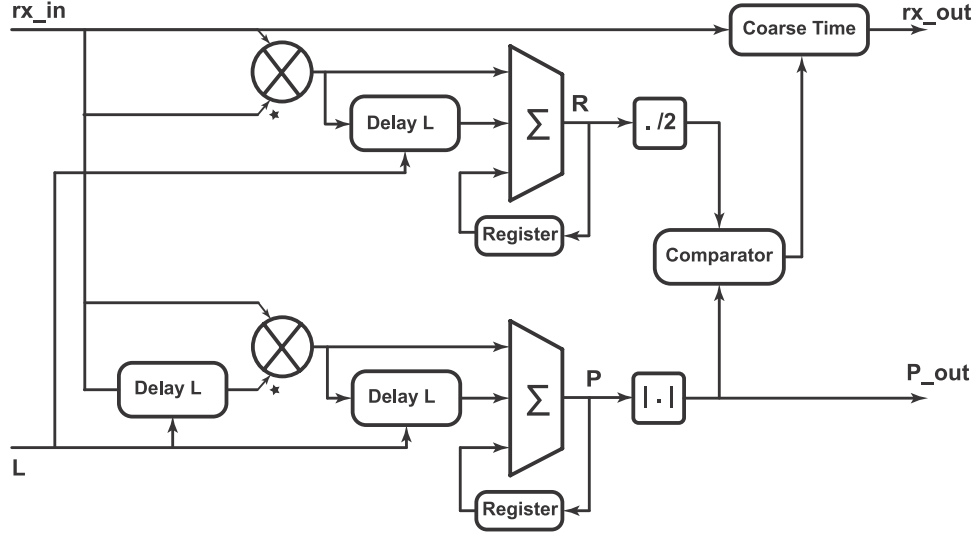 rx_in
Coarse Time
rx_out
★
Delay L
Σ
R
. /2
Register
Comparator
★
Delay L
Delay L
Σ
P
| . |
P_out
Register
L